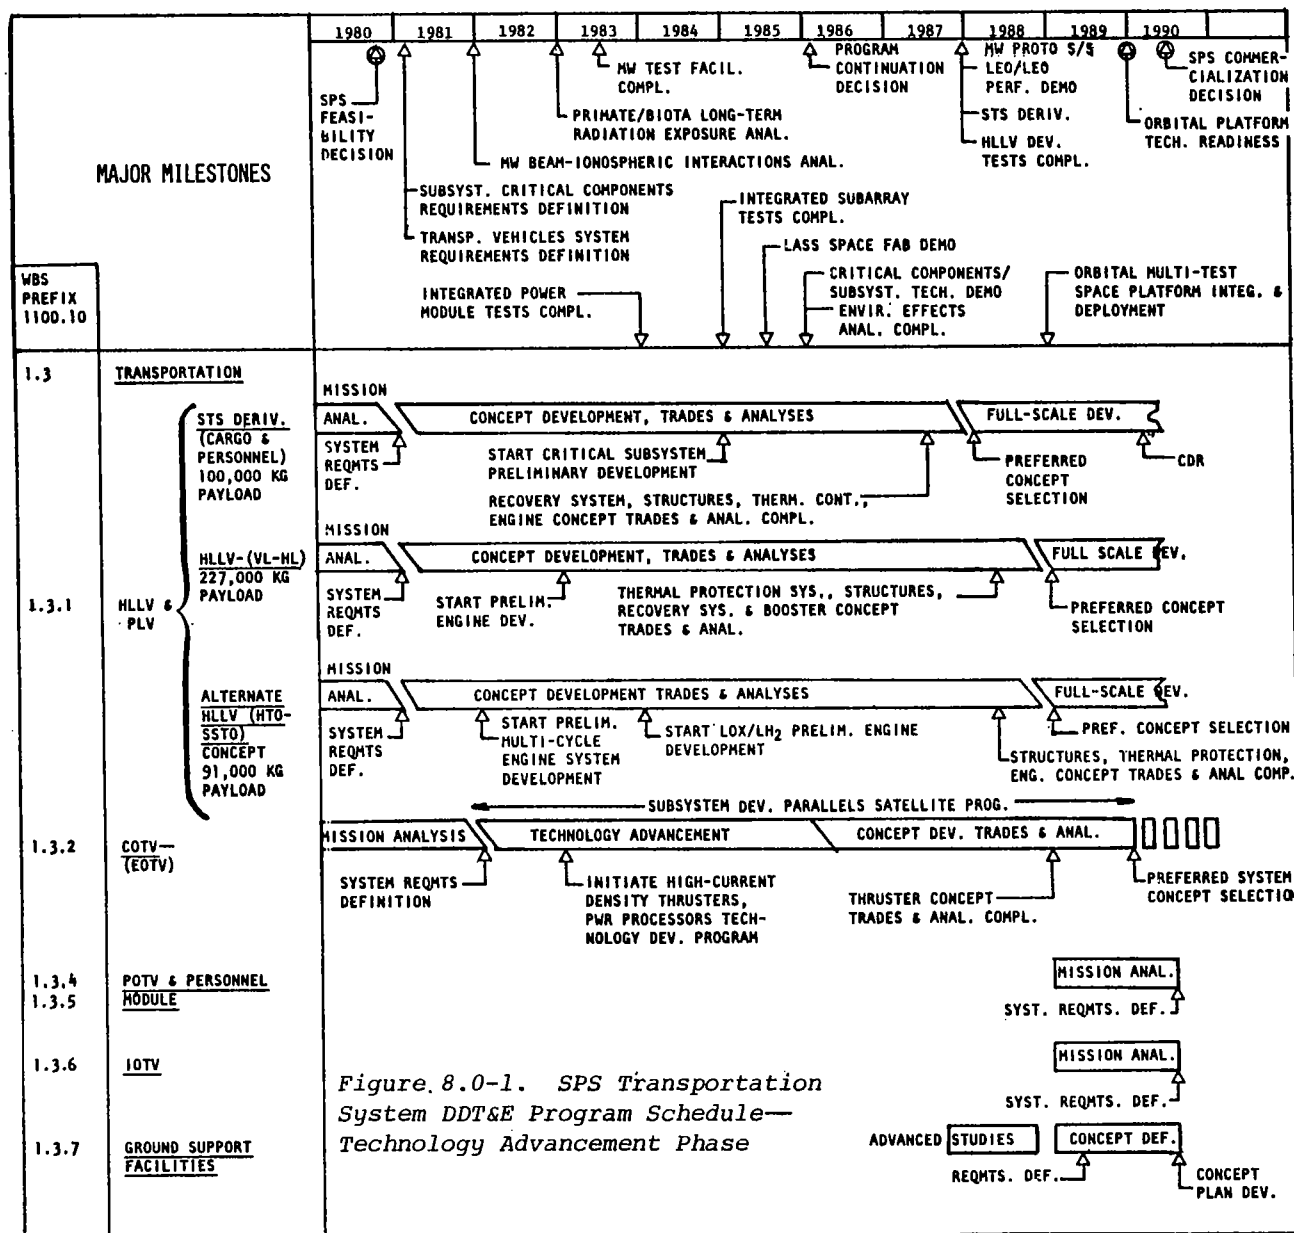 1980 1981 1982 1983 1984 1985 1986 1987 1988 1989 1990
MAJOR MILESTONES
SPS
FEASI-
BILITY
DECISION
MW TEST FACIL.
COMPL.
PROGRAM
CONTINUATION
DECISION
MW PROTO S/S
LEO/LEO
PERF. DEMO
STS DERIV.
HLLV DEV.
TESTS COMPL.
SPS COMMER-
CIALIZATION
DECISION
ORBITAL PLATFORM
TECH. READINESS
PRIMATE/BIOTA LONG-TERM
RADIATION EXPOSURE ANAL.
MW BEAM-IONOSPHERIC INTERACTIONS ANAL.
SUBSYST. CRITICAL COMPONENTS
REQUIREMENTS DEFINITION
TRANSP. VEHICLES SYSTEM
REQUIREMENTS DEFINITION
INTEGRATED SUBARRAY
TESTS COMPL.
LASS SPACE FAB DEMO
CRITICAL COMPONENTS/
SUBSYST. TECH. DEMO
ENVIR. EFFECTS
ANAL. COMPL.
ORBITAL MULTI-TEST
SPACE PLATFORM INTEG. &
DEPLOYMENT
INTEGRATED POWER
MODULE TESTS COMPL.
WBS
PREFIX
1100.10
1.3 TRANSPORTATION
1.3.1 HLLV &
PLV
STS DERIV.
(CARGO &
PERSONNEL)
100,000 KG
PAYLOAD
MISSION
ANAL.
CONCEPT DEVELOPMENT, TRADES & ANALYSES
FULL-SCALE DEV.
SYSTEM
REQMTS
DEF.
START CRITICAL SUBSYSTEM
PRELIMINARY DEVELOPMENT
RECOVERY SYSTEM, STRUCTURES, THERM. CONT.,
ENGINE CONCEPT TRADES & ANAL. COMPL.
PREFERRED
CONCEPT
SELECTION
CDR
HLLV-(VL-HL)
227,000 KG
PAYLOAD
MISSION
ANAL.
CONCEPT DEVELOPMENT, TRADES & ANALYSES
FULL SCALE DEV.
SYSTEM
REQMTS
DEF.
START PRELIM.
ENGINE DEV.
THERMAL PROTECTION SYS., STRUCTURES,
RECOVERY SYS. & BOOSTER CONCEPT
TRADES & ANAL.
PREFERRED CONCEPT
SELECTION
ALTERNATE
HLLV (HTO-
SSTO)
CONCEPT
91,000 KG
PAYLOAD
MISSION
ANAL.
CONCEPT DEVELOPMENT TRADES & ANALYSES
FULL-SCALE DEV.
SYSTEM
REQMTS
DEF.
START PRELIM.
MULTI-CYCLE
ENGINE SYSTEM
DEVELOPMENT
START LOX/LH₂ PRELIM. ENGINE
DEVELOPMENT
PREF. CONCEPT SELECTION
STRUCTURES, THERMAL PROTECTION,
ENG. CONCEPT TRADES & ANAL COMP.
SUBSYSTEM DEV. PARALLELS SATELLITE PROG.
1.3.2 COTV—
(EOTV)
MISSION ANALYSIS
TECHNOLOGY ADVANCEMENT
CONCEPT DEV. TRADES & ANAL.
SYSTEM REQMTS
DEFINITION
INITIATE HIGH-CURRENT
DENSITY THRUSTERS,
PWR PROCESSORS TECH-
NOLOGY DEV. PROGRAM
THRUSTER CONCEPT
TRADES & ANAL. COMPL.
PREFERRED SYSTEM
CONCEPT SELECTIO
1.3.4 POTV & PERSONNEL
1.3.5 MODULE
MISSION ANAL.
SYST. REQMTS. DEF.
1.3.6 IOTV
MISSION ANAL.
SYST. REQMTS. DEF.
1.3.7 GROUND SUPPORT
FACILITIES
ADVANCED STUDIES
CONCEPT DEF.
REQMTS. DEF.
CONCEPT
PLAN DEV.
Figure 8.0-1. SPS Transportation
System DDT&E Program Schedule—
Technology Advancement Phase